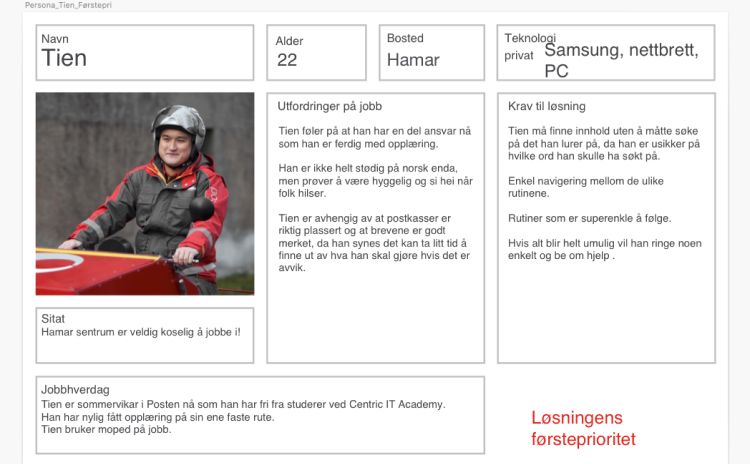 Persona_Tien_Førstepri
Navn
Tien
Alder
22
Bosted
Hamar
Teknologi
privat
Samsung, nettbrett,
PC
Utfordringer på jobb
Tien føler på at han har en del ansvar nå
som han er ferdig med opplæring.
Han er ikke helt stødig på norsk enda,
men prøver å være hyggelig og si hei når
folk hilser.
Tien er avhengig av at postkasser er
riktig plassert og at brevene er godt
merket, da han synes det kan ta litt tid å
finne ut av hva han skal gjøre hvis det er
avvik.
Krav til løsning
Tien må finne innhold uten å måtte søke
på det han lurer på, da han er usikker på
hvilke ord han skulle ha søkt på.
Enkel navigering mellom de ulike
rutinene.
Rutiner som er superenkle å følge.
Hvis alt blir helt umulig vil han ringe noen
enkelt og be om hjelp .
Sitat
Hamar sentrum er veldig koselig å jobbe i!
Jobbhverdag
Tien er sommervikar i Posten nå som han har fri fra studerer ved Centric IT Academy.
Han har nylig fått opplæring på sin ene faste rute.
Tien bruker moped på jobb.
Løsningens
førsteprioritet